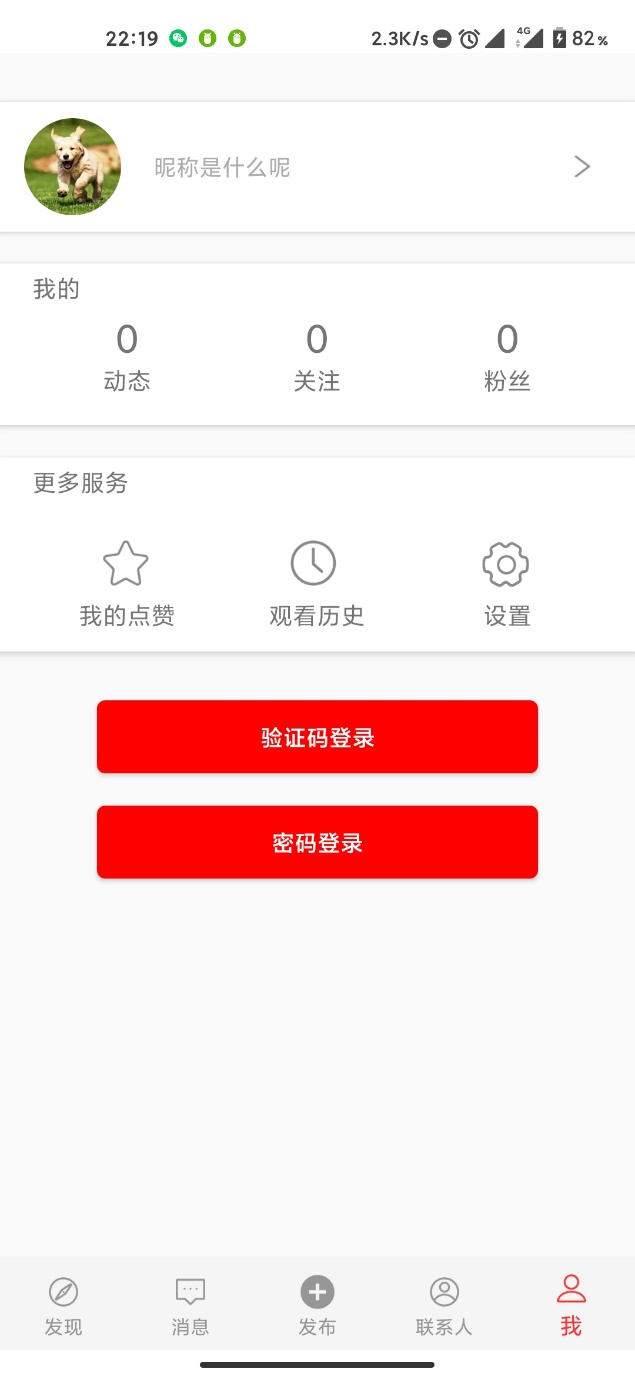 22:19 2.3K/s 4G 82%
昵称是什么呢
我的
0 0 0
动态 关注 粉丝
更多服务
我的点赞 观看历史 设置
验证码登录
密码登录
发现 消息 发布 联系人 我